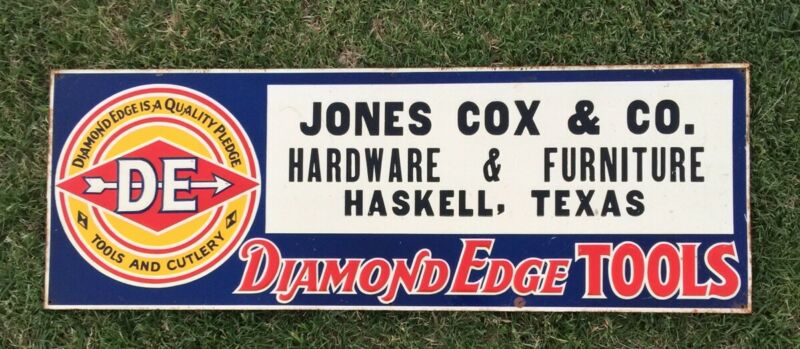 DIAMOND EDGE IS A QUALITY PLEDGE
DE
TOOLS AND CUTLERY
JONES COX & CO.
HARDWARE & FURNITURE
HASKELL, TEXAS
DIAMOND EDGE TOOLS